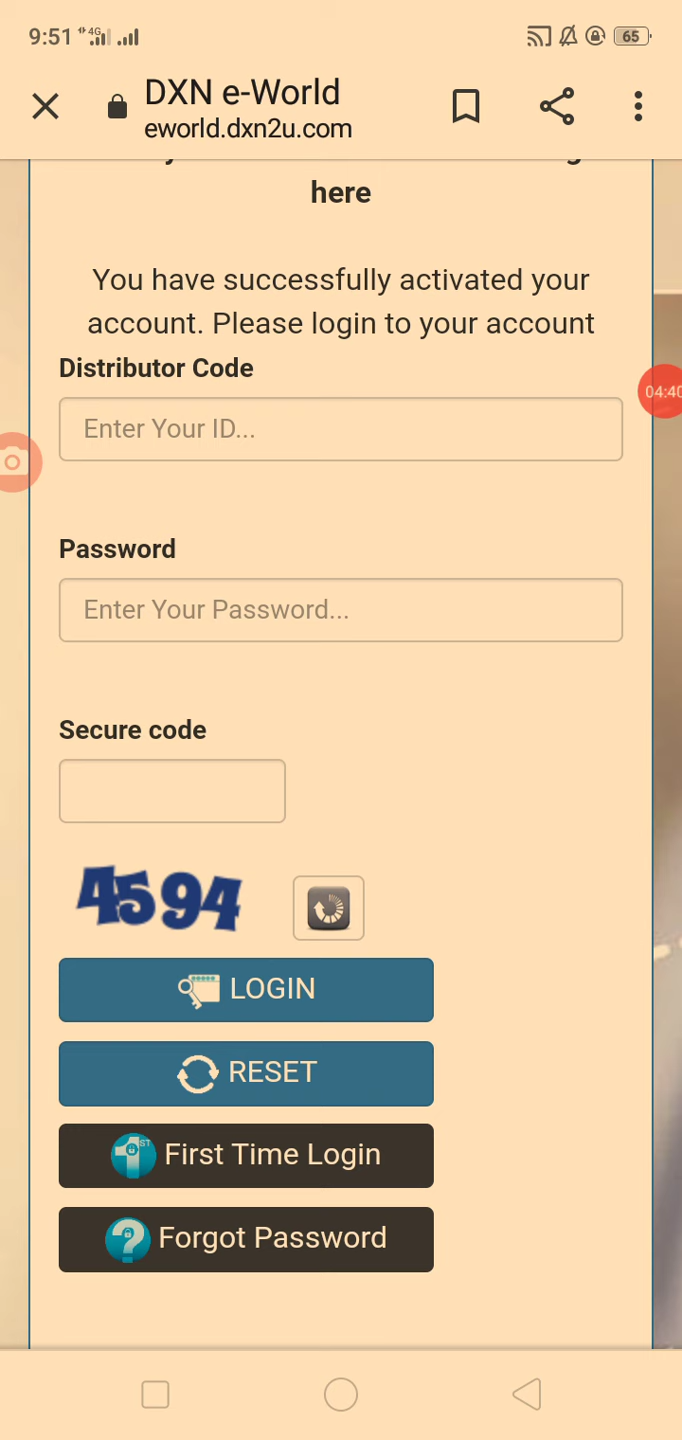 9:51 4G 65
DXN e-World
eworld.dxn2u.com
here
You have successfully activated your
account. Please login to your account
Distributor Code
04:40
Enter Your ID...
Password
Enter Your Password...
Secure code
4594
LOGIN
RESET
1ST First Time Login
? Forgot Password